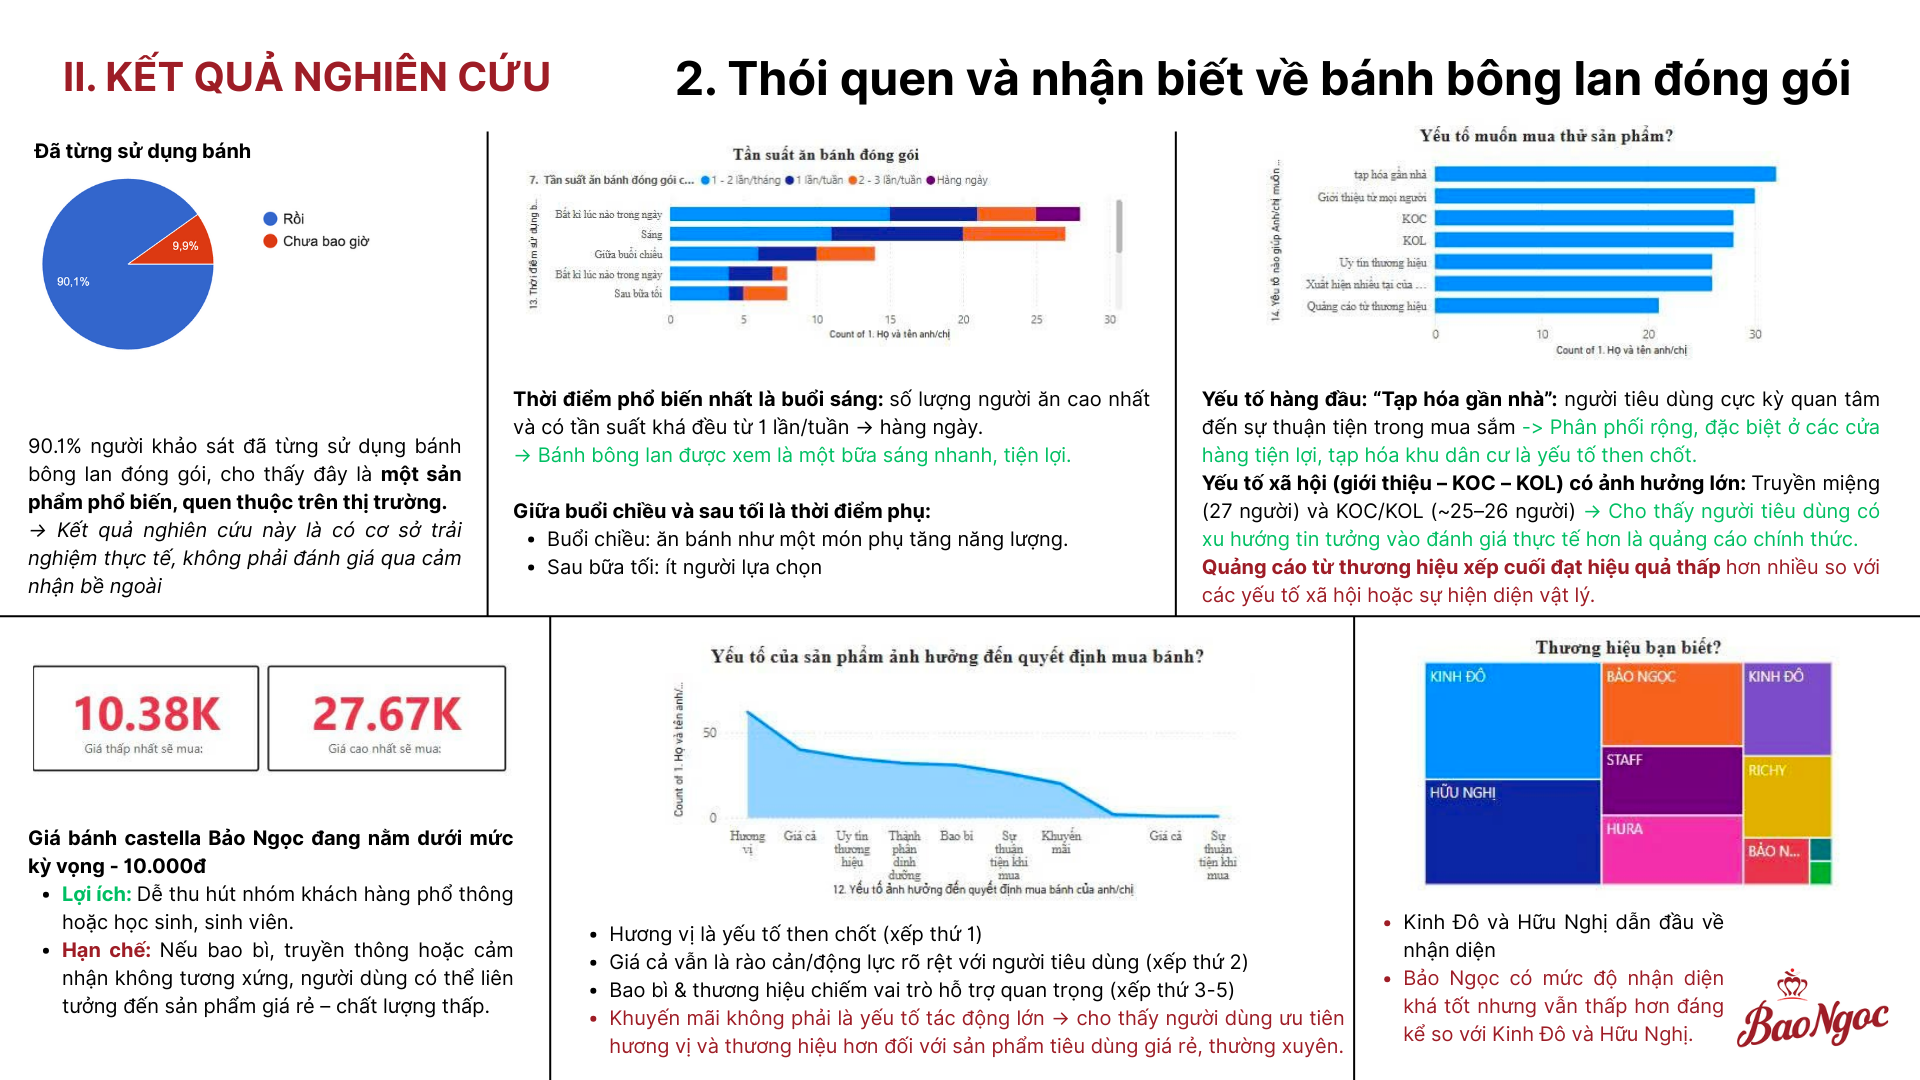 II. KẾT QUẢ NGHIÊN CỨU
2. Thói quen và nhận biết về bánh bông lan đóng gói
Đã từng sử dụng bánh
Rồi
Chưa bao giờ
9,9%
90,1%
90.1% người khảo sát đã từng sử dụng bánh
bông lan đóng gói, cho thấy đây là một sản
phẩm phổ biến, quen thuộc trên thị trường.
→ Kết quả nghiên cứu này là có cơ sở trải
nghiệm thực tế, không phải đánh giá qua cảm
nhận bề ngoài
Tần suất ăn bánh đóng gói
7. Tần suất ăn bánh đóng gói c... 1 - 2 lần/tháng 1 lần/tuần 2 - 3 lần/tuần Hàng ngày
13. Thời điểm sử dụng b...
Bất kì lúc nào trong ngày
Sáng
Giữa buổi chiều
Bất kì lúc nào trong ngày
Sau bữa tối
0 5 10 15 20 25 30
Count of 1. Họ và tên anh/chị
Thời điểm phổ biến nhất là buổi sáng: số lượng người ăn cao nhất
và có tần suất khá đều từ 1 lần/tuần → hàng ngày.
→ Bánh bông lan được xem là một bữa sáng nhanh, tiện lợi.
Giữa buổi chiều và sau tối là thời điểm phụ:
• Buổi chiều: ăn bánh như một món phụ tăng năng lượng.
• Sau bữa tối: ít người lựa chọn
Yếu tố muốn mua thử sản phẩm?
14. Yếu tố nào giúp Anh/chị muốn ...
tạp hóa gần nhà
Giới thiệu từ mọi người
KOC
KOL
Uy tín thương hiệu
Xuất hiện nhiều tại cửa ...
Quảng cáo từ thương hiệu
0 10 20 30
Count of 1. Họ và tên anh/chị
Yếu tố hàng đầu: “Tạp hóa gần nhà”: người tiêu dùng cực kỳ quan tâm
đến sự thuận tiện trong mua sắm -> Phân phối rộng, đặc biệt ở các cửa
hàng tiện lợi, tạp hóa khu dân cư là yếu tố then chốt.
Yếu tố xã hội (giới thiệu – KOC – KOL) có ảnh hưởng lớn: Truyền miệng
(27 người) và KOC/KOL (~25–26 người) → Cho thấy người tiêu dùng có
xu hướng tin tưởng vào đánh giá thực tế hơn là quảng cáo chính thức.
Quảng cáo từ thương hiệu xếp cuối đạt hiệu quả thấp hơn nhiều so với
các yếu tố xã hội hoặc sự hiện diện vật lý.
10.38K
Giá thấp nhất sẽ mua:
27.67K
Giá cao nhất sẽ mua:
Giá bánh castella Bảo Ngọc đang nằm dưới mức
kỳ vọng - 10.000đ
• Lợi ích: Dễ thu hút nhóm khách hàng phổ thông
hoặc học sinh, sinh viên.
• Hạn chế: Nếu bao bì, truyền thông hoặc cảm
nhận không tương xứng, người dùng có thể liên
tưởng đến sản phẩm giá rẻ – chất lượng thấp.
Yếu tố của sản phẩm ảnh hưởng đến quyết định mua bánh?
Count of 1. Họ và tên anh/...
50
0
Hương vị
Giá cả
Uy tín thương hiệu
Thành phần dinh dưỡng
Bao bì
Sự thuận tiện khi mua
Khuyến mãi
Giá cả
Sự thuận tiện khi mua
12. Yếu tố ảnh hưởng đến quyết định mua bánh của anh/chị
• Hương vị là yếu tố then chốt (xếp thứ 1)
• Giá cả vẫn là rào cản/động lực rõ rệt với người tiêu dùng (xếp thứ 2)
• Bao bì & thương hiệu chiếm vai trò hỗ trợ quan trọng (xếp thứ 3-5)
• Khuyến mãi không phải là yếu tố tác động lớn → cho thấy người dùng ưu tiên
hương vị và thương hiệu hơn đối với sản phẩm tiêu dùng giá rẻ, thường xuyên.
Thương hiệu bạn biết?
KINH ĐÔ
HỮU NGHỊ
BẢO NGỌC
STAFF
HURA
KINH ĐÔ
RICHY
BẢO N...
• Kinh Đô và Hữu Nghị dẫn đầu về
nhận diện
• Bảo Ngọc có mức độ nhận diện
khá tốt nhưng vẫn thấp hơn đáng
kể so với Kinh Đô và Hữu Nghị.
BaoNgoc